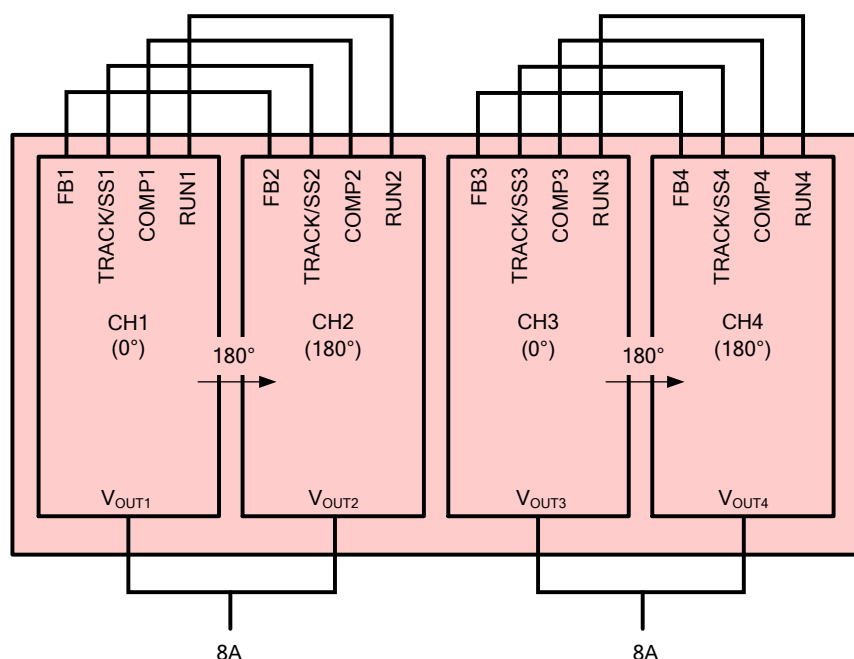 FB1
TRACK/SS1
COMP1
RUN1
FB2
TRACK/SS2
COMP2
RUN2
FB3
TRACK/SS3
COMP3
RUN3
FB4
TRACK/SS4
COMP4
RUN4
CH1
(0°)
180°
CH2
(180°)
CH3
(0°)
180°
CH4
(180°)
VOUT1
VOUT2
VOUT3
VOUT4
8A
8A